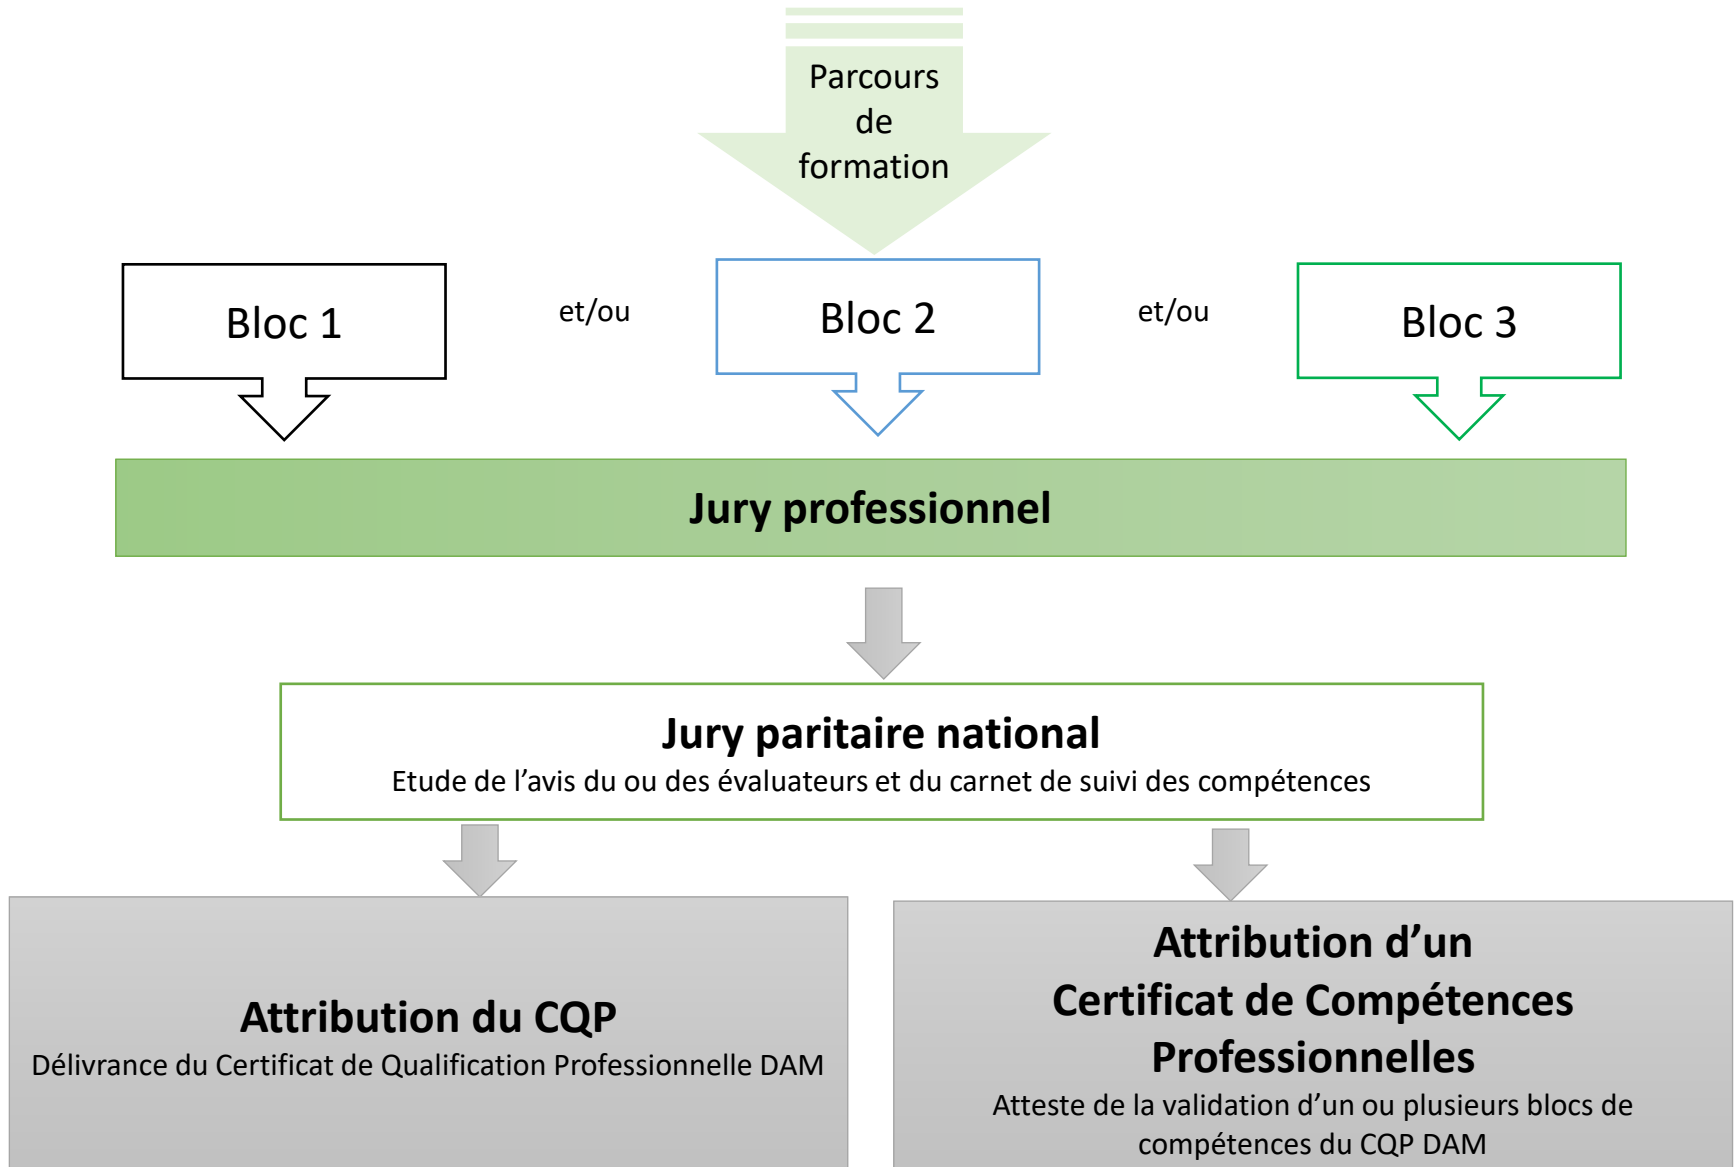 Parcours
de
formation
Bloc 1
et/ou
Bloc 2
et/ou
Bloc 3
Jury professionnel
Jury paritaire national
Etude de l’avis du ou des évaluateurs et du carnet de suivi des compétences
Attribution du CQP
Délivrance du Certificat de Qualification Professionnelle DAM
Attribution d’un
Certificat de Compétences
Professionnelles
Atteste de la validation d’un ou plusieurs blocs de
compétences du CQP DAM